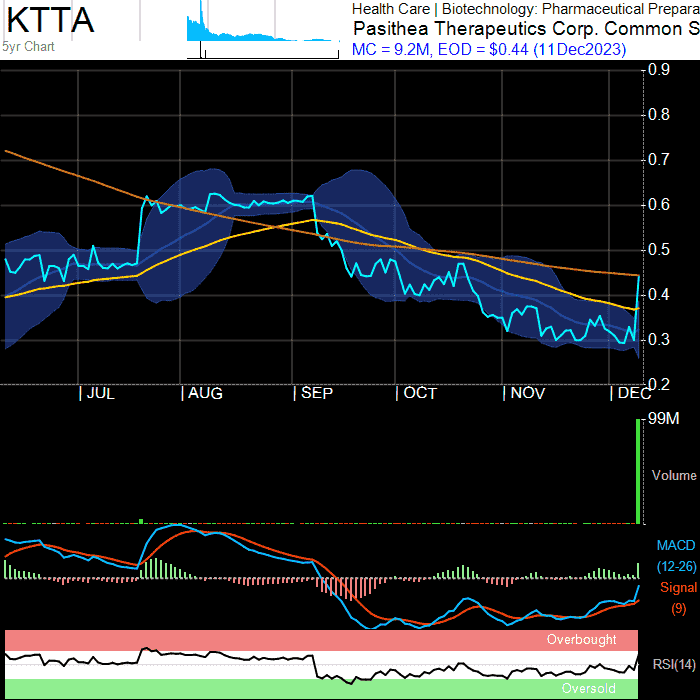 KTTA
5yr Chart
Health Care | Biotechnology: Pharmaceutical Prepara
Pasithea Therapeutics Corp. Common S
MC = 9.2M, EOD = $0.44 (11Dec2023)
0.9
0.8
0.7
0.6
0.5
0.4
0.3
0.2
| JUL | AUG | SEP | OCT | NOV | DEC
99M
Volume
MACD
(12-26)
Signal
(9)
Overbought
RSI(14)
Oversold